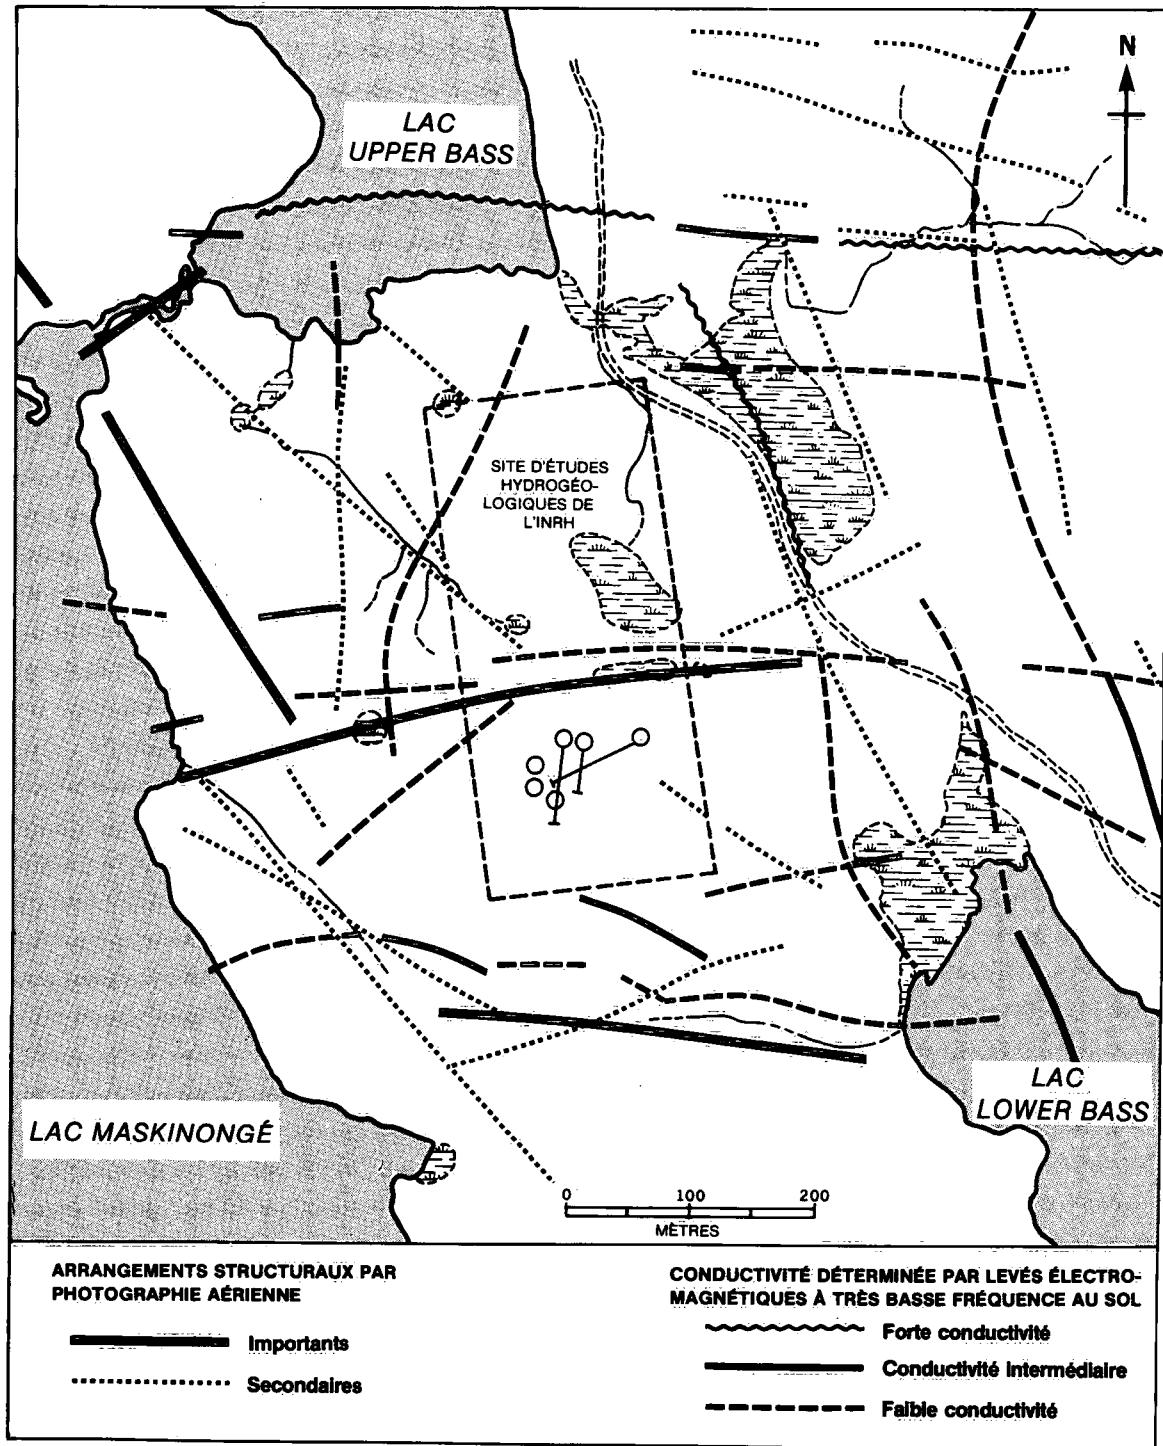 N
LAC
UPPER BASS
SITE D'ÉTUDES
HYDROGÉO-
LOGIQUES DE
L'INRH
LAC MASKINONGÉ
LAC
LOWER BASS
0 100 200
MÈTRES
ARRANGEMENTS STRUCTURAUX PAR
PHOTOGRAPHIE AÉRIENNE
Importants
Secondaires
CONDUCTIVITÉ DÉTERMINÉE PAR LEVÉS ÉLECTRO-
MAGNÉTIQUES À TRÈS BASSE FRÉQUENCE AU SOL
Forte conductivité
Conductivité intermédiaire
Faible conductivité